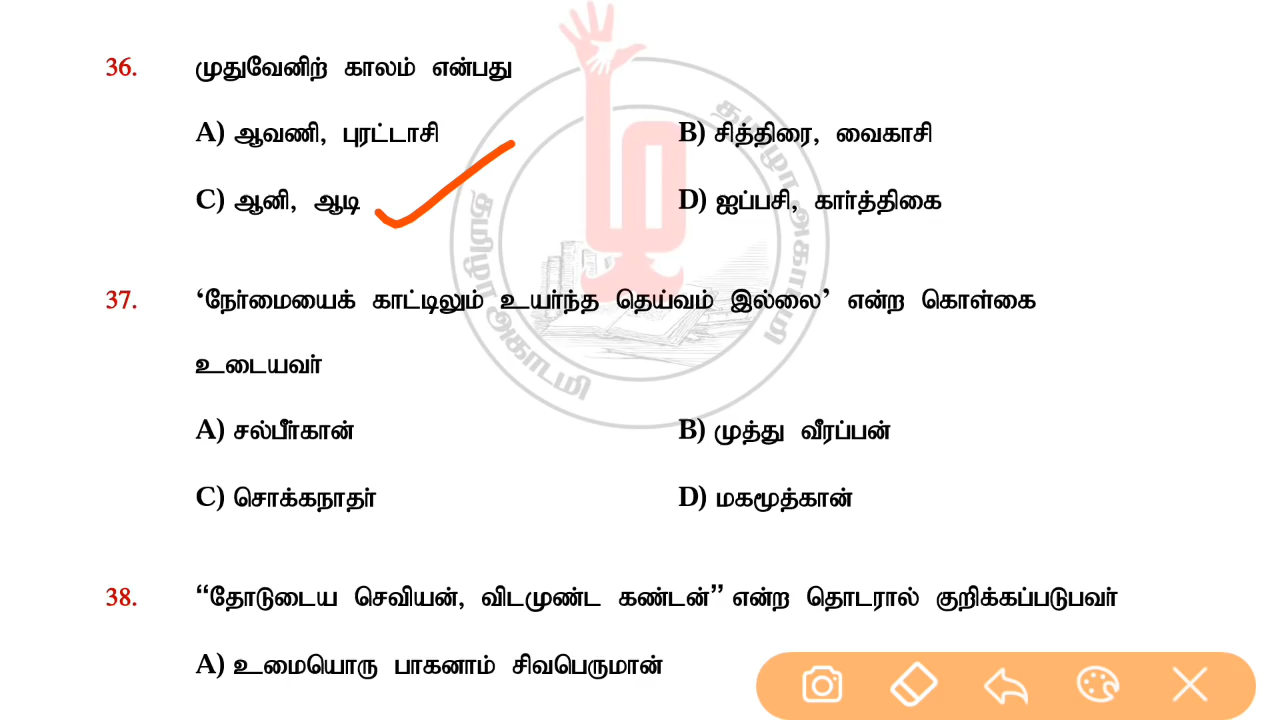 36. முதுவேனிற் காலம் என்பது
A) ஆவணி, புரட்டாசி B) சித்திரை, வைகாசி
C) ஆனி, ஆடி D) ஐப்பசி, கார்த்திகை
37. ‘நேர்மையைக் காட்டிலும் உயர்ந்த தெய்வம் இல்லை’ என்ற கொள்கை
உடையவர்
A) சல்பீர்கான் B) முத்து வீரப்பன்
C) சொக்கநாதர் D) மகமூத்கான்
38. “தோடுடைய செவியன், விடமுண்ட கண்டன்” என்ற தொடரால் குறிக்கப்படுபவர்
A) உமையொரு பாகனாம் சிவபெருமான்